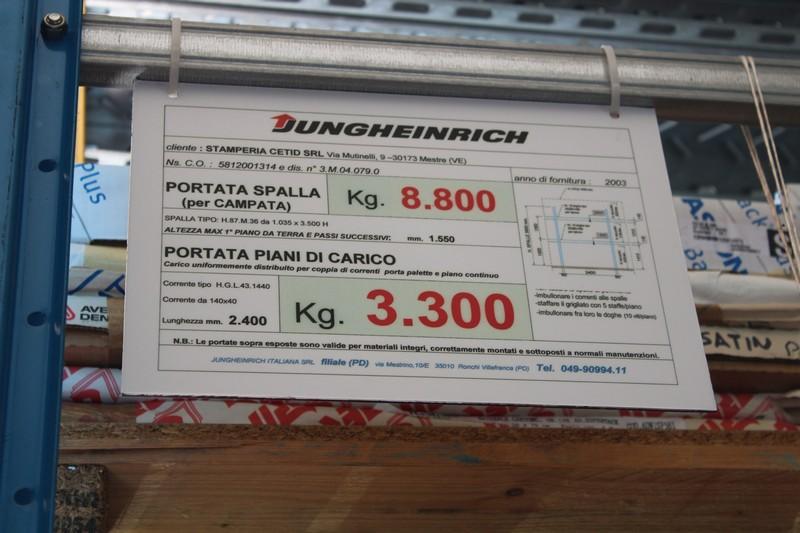 JUNGHEINRICH
cliente : STAMPERIA CETID SRL Via Mutinelli, 9 –30173 Mestre (VE)
Ns. C.O. : 5812001314 e dis. n° 3.M.04.079.0
anno di fornitura : 2003
PORTATA SPALLA
(per CAMPATA)
Kg. 8.800
SPALLA TIPO: H.87.M.36 da 1.035 x 3.500 H
ALTEZZA MAX 1° PIANO DA TERRA E PASSI SUCCESSIVI: mm. 1.550
PORTATA PIANI DI CARICO
Carico uniformemente distribuito per coppia di correnti porta palette e piano continuo
Corrente tipo H.G.L.43.1440
Corrente da 140x40
Lunghezza mm. 2.400
Kg. 3.300
-imbullonare i correnti alle spalle
-staffare il grigliato con 5 staffe/piano
-imbullonare fra loro le doghe (10 vit/piano)
N.B.: Le portate sopra esposte sono valide per materiali integri, correttamente montati e sottoposti a normali manutenzioni.
JUNGHEINRICH ITALIANA SRL filiale (PD) via Mestrino,10/E 35010 Ronchi Villafranca (PD) Tel. 049-90994.11
plus
AVE
DEN
SATIN